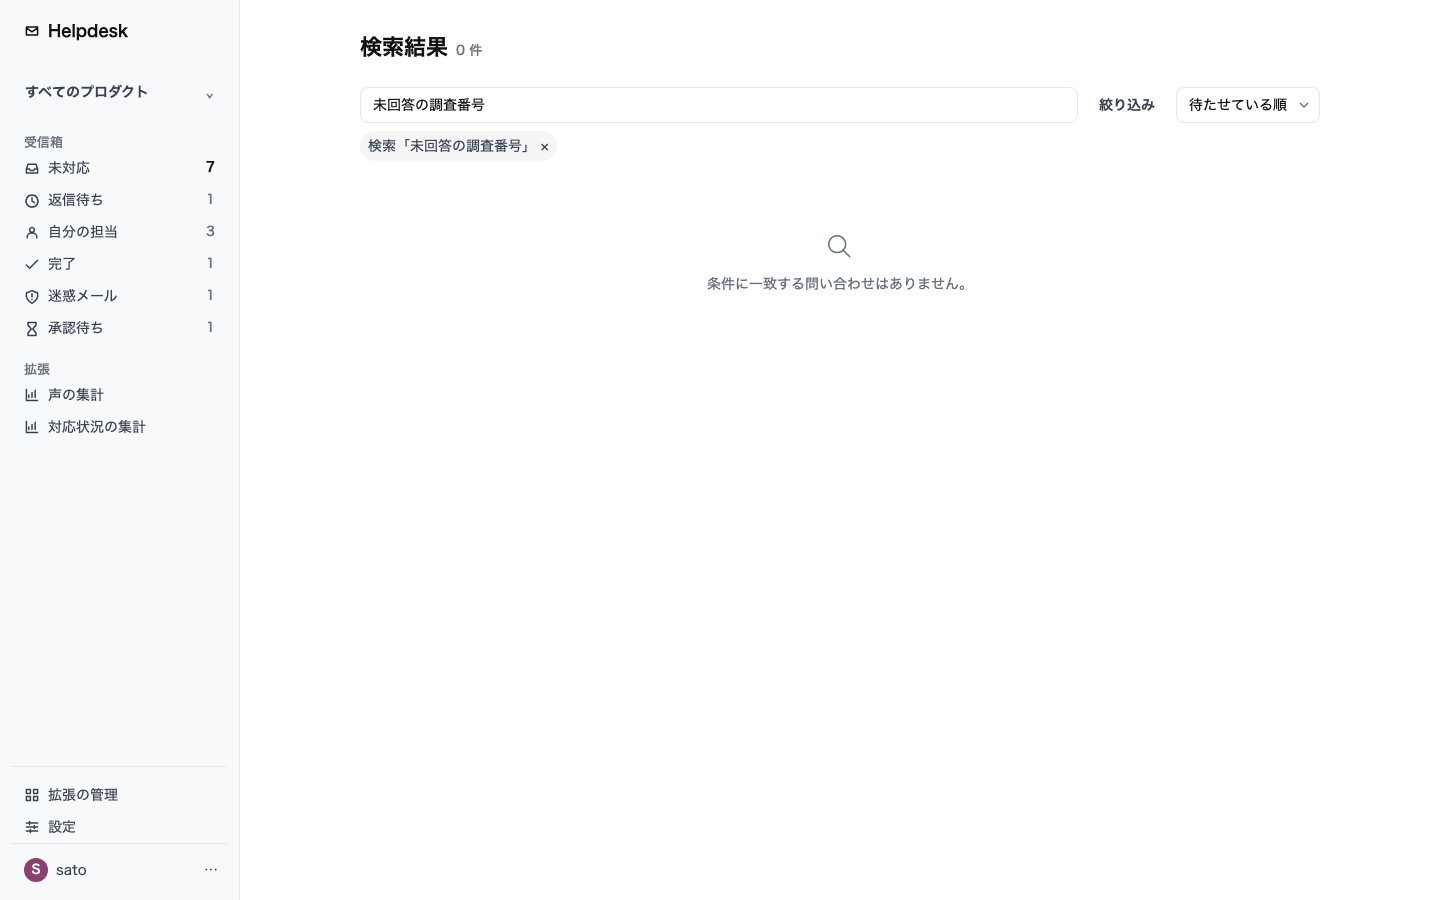 Helpdesk
すべてのプロダクト
受信箱
未対応 7
返信待ち 1
自分の担当 3
完了 1
迷惑メール 1
承認待ち 1
拡張
声の集計
対応状況の集計
拡張の管理
設定
S sato
検索結果 0 件
未回答の調査番号 絞り込み 待たせている順
検索「未回答の調査番号」 ×
条件に一致する問い合わせはありません。